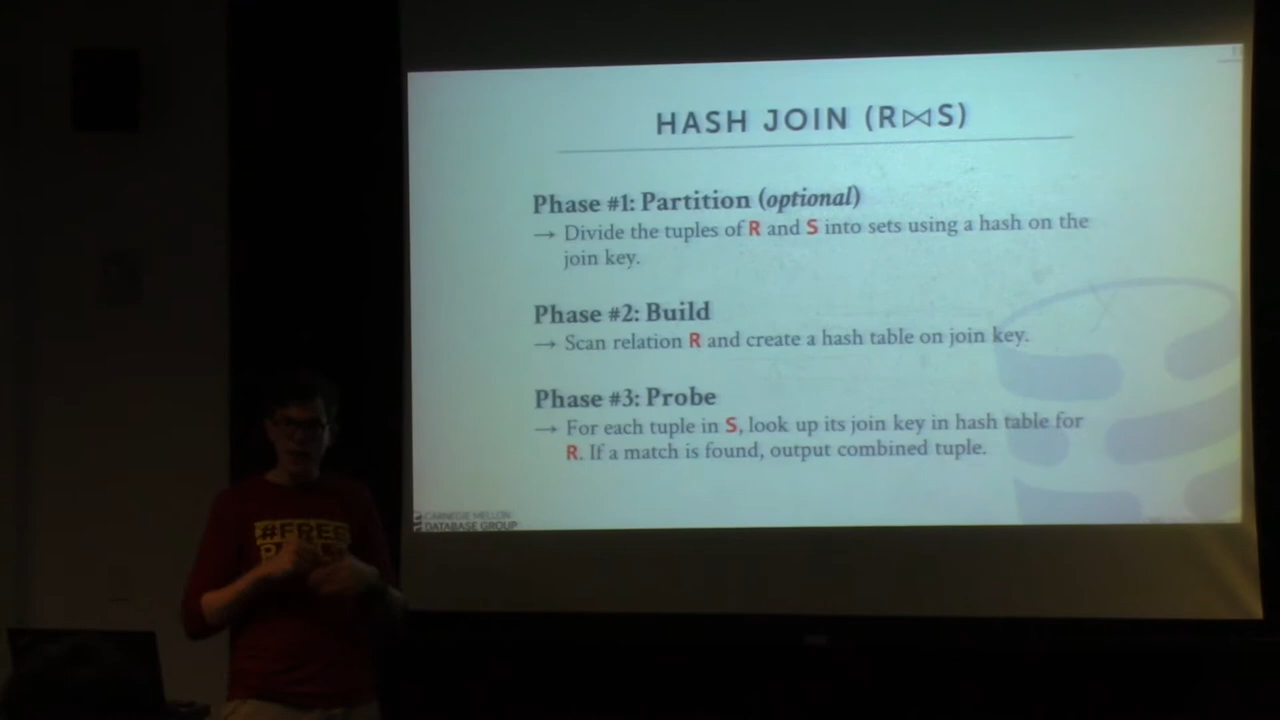 HASH JOIN (R⋈S)
Phase #1: Partition (optional)
→ Divide the tuples of R and S into sets using a hash on the
join key.
Phase #2: Build
→ Scan relation R and create a hash table on join key.
Phase #3: Probe
→ For each tuple in S, look up its join key in hash table for
R. If a match is found, output combined tuple.
CARNEGIE MELLON
DATABASE GROUP
#FREE